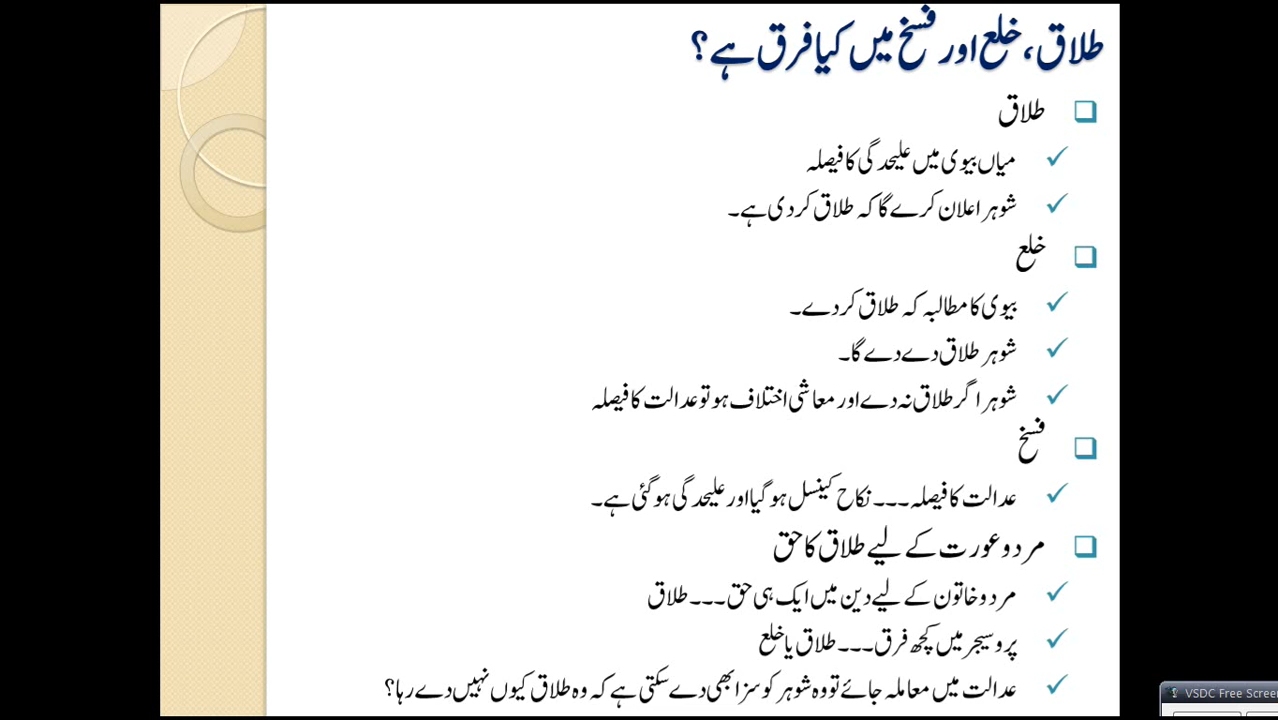 طلاق، خلع اور فسخ میں کیا فرق ہے؟
طلاق
میاں بیوی میں علیحدگی کا فیصلہ
شوہر اعلان کرے گا کہ طلاق کر دی ہے۔
خلع
بیوی کا مطالبہ کہ طلاق کر دے۔
شوہر طلاق دے دے گا۔
شوہر اگر طلاق نہ دے اور معاشی اختلاف ہو تو عدالت کا فیصلہ
فسخ
عدالت کا فیصلہ۔۔۔ نکاح کینسل ہو گیا اور علیحدگی ہو گئی ہے۔
مرد و عورت کے لیے طلاق کا حق
مرد و خاتون کے لیے دین میں ایک ہی حق۔۔۔ طلاق
پروسیجر میں کچھ فرق۔۔۔ طلاق یا خلع
عدالت میں معاملہ جائے تو وہ شوہر کو سزا بھی دے سکتی ہے کہ وہ طلاق کیوں نہیں دے رہا؟
VSDC Free Screen